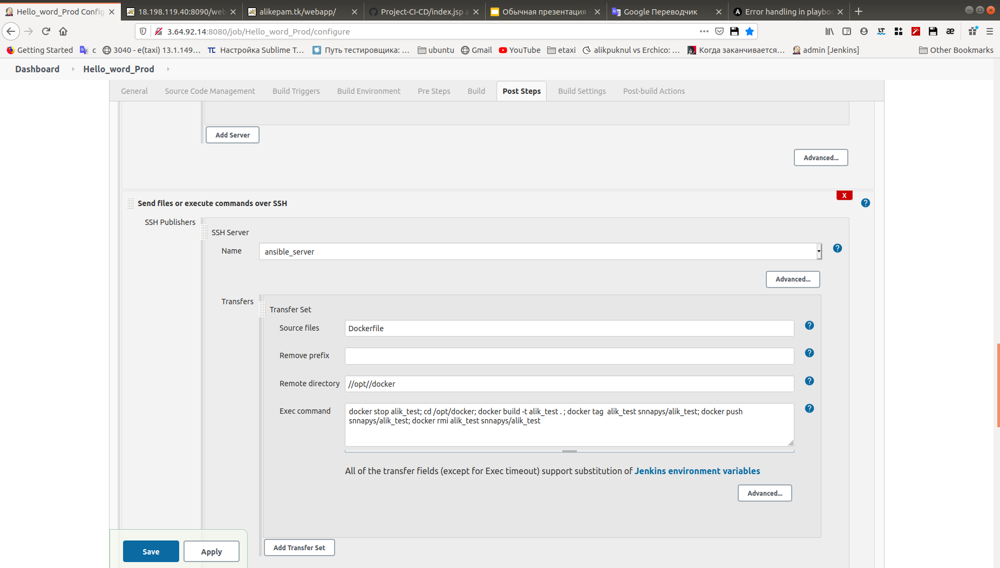 Hello_word_Prod Config
18.198.119.40:8090/web
alikepam.tk/webapp/
Project-CI-CD/index.jsp a
Обычная презентация -
Google Переводчик
Error handling in playbo
3.64.92.14:8080/job/Hello_word_Prod/configure
Getting Started
с
3040 - e(taxi) 13.1.149…
Настройка Sublime T…
Путь тестировщика: …
ubuntu
Gmail
YouTube
etaxi
alikpuknul vs Erchico: …
Когда заканчивается…
admin [Jenkins]
Other Bookmarks
Dashboard
Hello_word_Prod
General
Source Code Management
Build Triggers
Build Environment
Pre Steps
Build
Post Steps
Build Settings
Post-build Actions
Add Server
Advanced...
X
Send files or execute commands over SSH
?
SSH Publishers
SSH Server
Name
ansible_server
?
Advanced...
Transfers
Transfer Set
Source files
Dockerfile
?
Remove prefix
?
Remote directory
//opt//docker
?
Exec command
docker stop alik_test; cd /opt/docker; docker build -t alik_test . ; docker tag  alik_test snnapys/alik_test; docker push
snnapys/alik_test; docker rmi alik_test snnapys/alik_test
?
All of the transfer fields (except for Exec timeout) support substitution of Jenkins environment variables
Advanced...
Add Transfer Set
Save
Apply